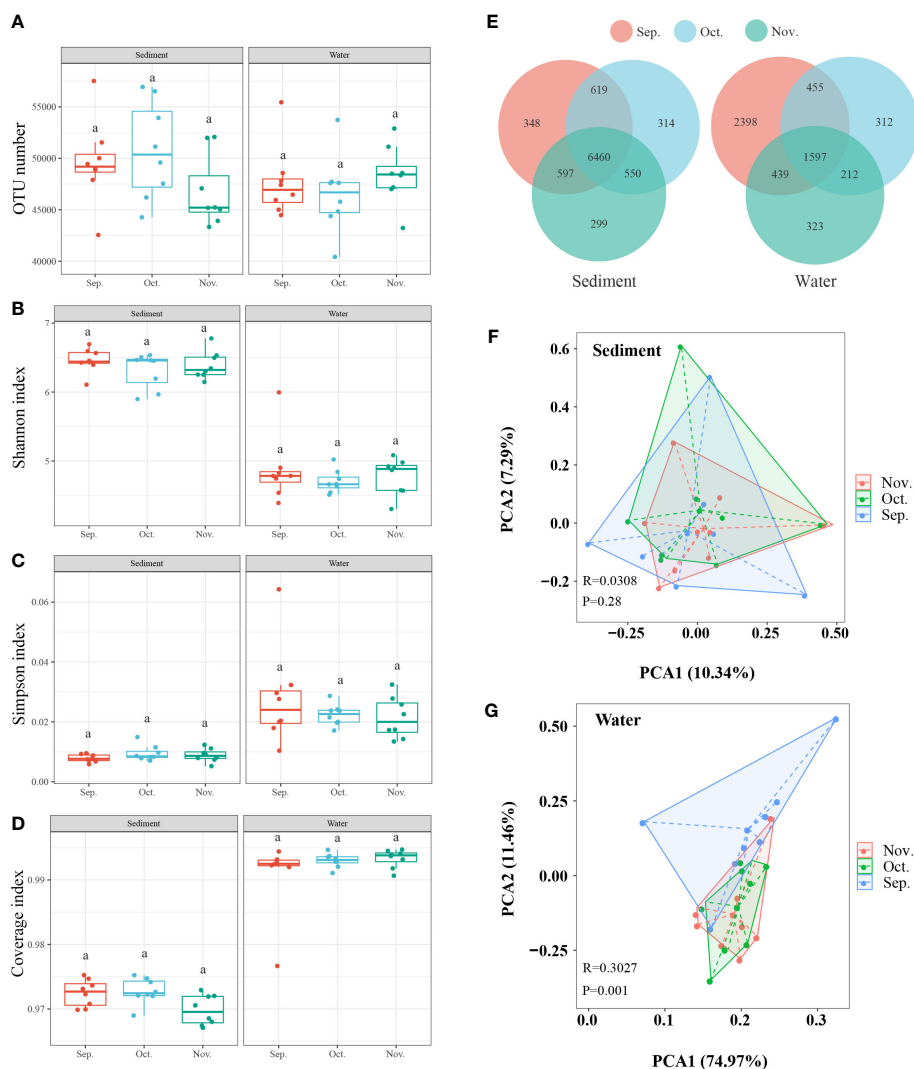 A
Sediment
Water
OTU number
55000
50000
45000
40000
a
a
a
a
a
a
Sep.
Oct.
Nov.
Sep.
Oct.
Nov.
B
Sediment
Water
Shannon index
7
6
5
a
a
a
a
a
a
Sep.
Oct.
Nov.
Sep.
Oct.
Nov.
C
Sediment
Water
Simpson index
0.06
0.04
0.02
0.00
a
a
a
a
a
a
Sep.
Oct.
Nov.
Sep.
Oct.
Nov.
D
Sediment
Water
Coverage index
0.99
0.98
0.97
a
a
a
a
a
a
Sep.
Oct.
Nov.
Sep.
Oct.
Nov.
E
Sep.
Oct.
Nov.
619
348
314
6460
597
550
299
Sediment
455
2398
312
1597
439
212
323
Water
F
Sediment
PCA2 (7.29%)
0.6
0.4
0.2
0.0
−0.2
R=0.0308
P=0.28
−0.25
0.00
0.25
0.50
PCA1 (10.34%)
Nov.
Oct.
Sep.
G
Water
PCA2 (11.46%)
0.50
0.25
0.00
−0.25
R=0.3027
P=0.001
0.0
0.1
0.2
0.3
PCA1 (74.97%)
Nov.
Oct.
Sep.